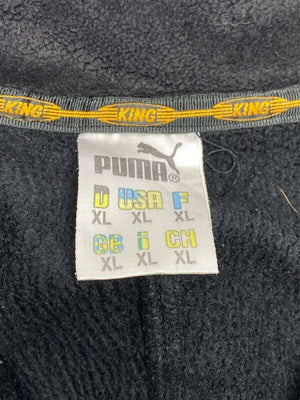 KING KING KING
PUMA®
D USA F
XL XL XL
GB i CH
XL XL XL